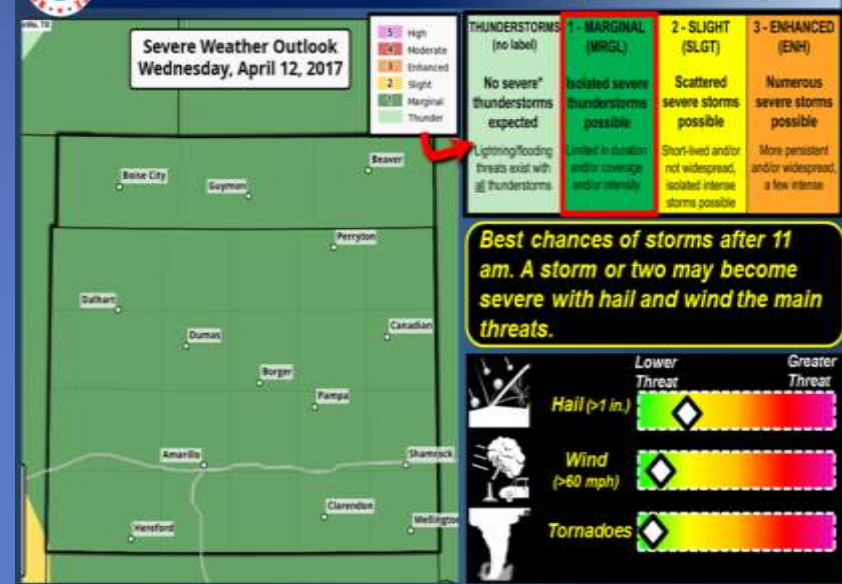 Severe Weather Outlook
Wednesday, April 12, 2017
5 High
4 Moderate
3 Enhanced
2 Slight
1 Marginal
Thunder
THUNDERSTORMS
(no label)
No severe*
thunderstorms
expected
Lightning/flooding
threats exist with
all thunderstorms
1 - MARGINAL
(MRGL)
Isolated severe
thunderstorms
possible
Limited in duration
and/or coverage
and/or intensity
2 - SLIGHT
(SLGT)
Scattered
severe storms
possible
Short-lived and/or
not widespread,
isolated intense
storms possible
3 - ENHANCED
(ENH)
Numerous
severe storms
possible
More persistent
and/or widespread,
a few intense
Boise City
Guymon
Beaver
Perryton
Dalhart
Dumas
Canadian
Borger
Pampa
Amarillo
Shamrock
Clarendon
Hereford
Wellington
Best chances of storms after 11
am. A storm or two may become
severe with hail and wind the main
threats.
Lower
Threat
Greater
Threat
Hail (>1 in.)
Wind
(>60 mph)
Tornadoes